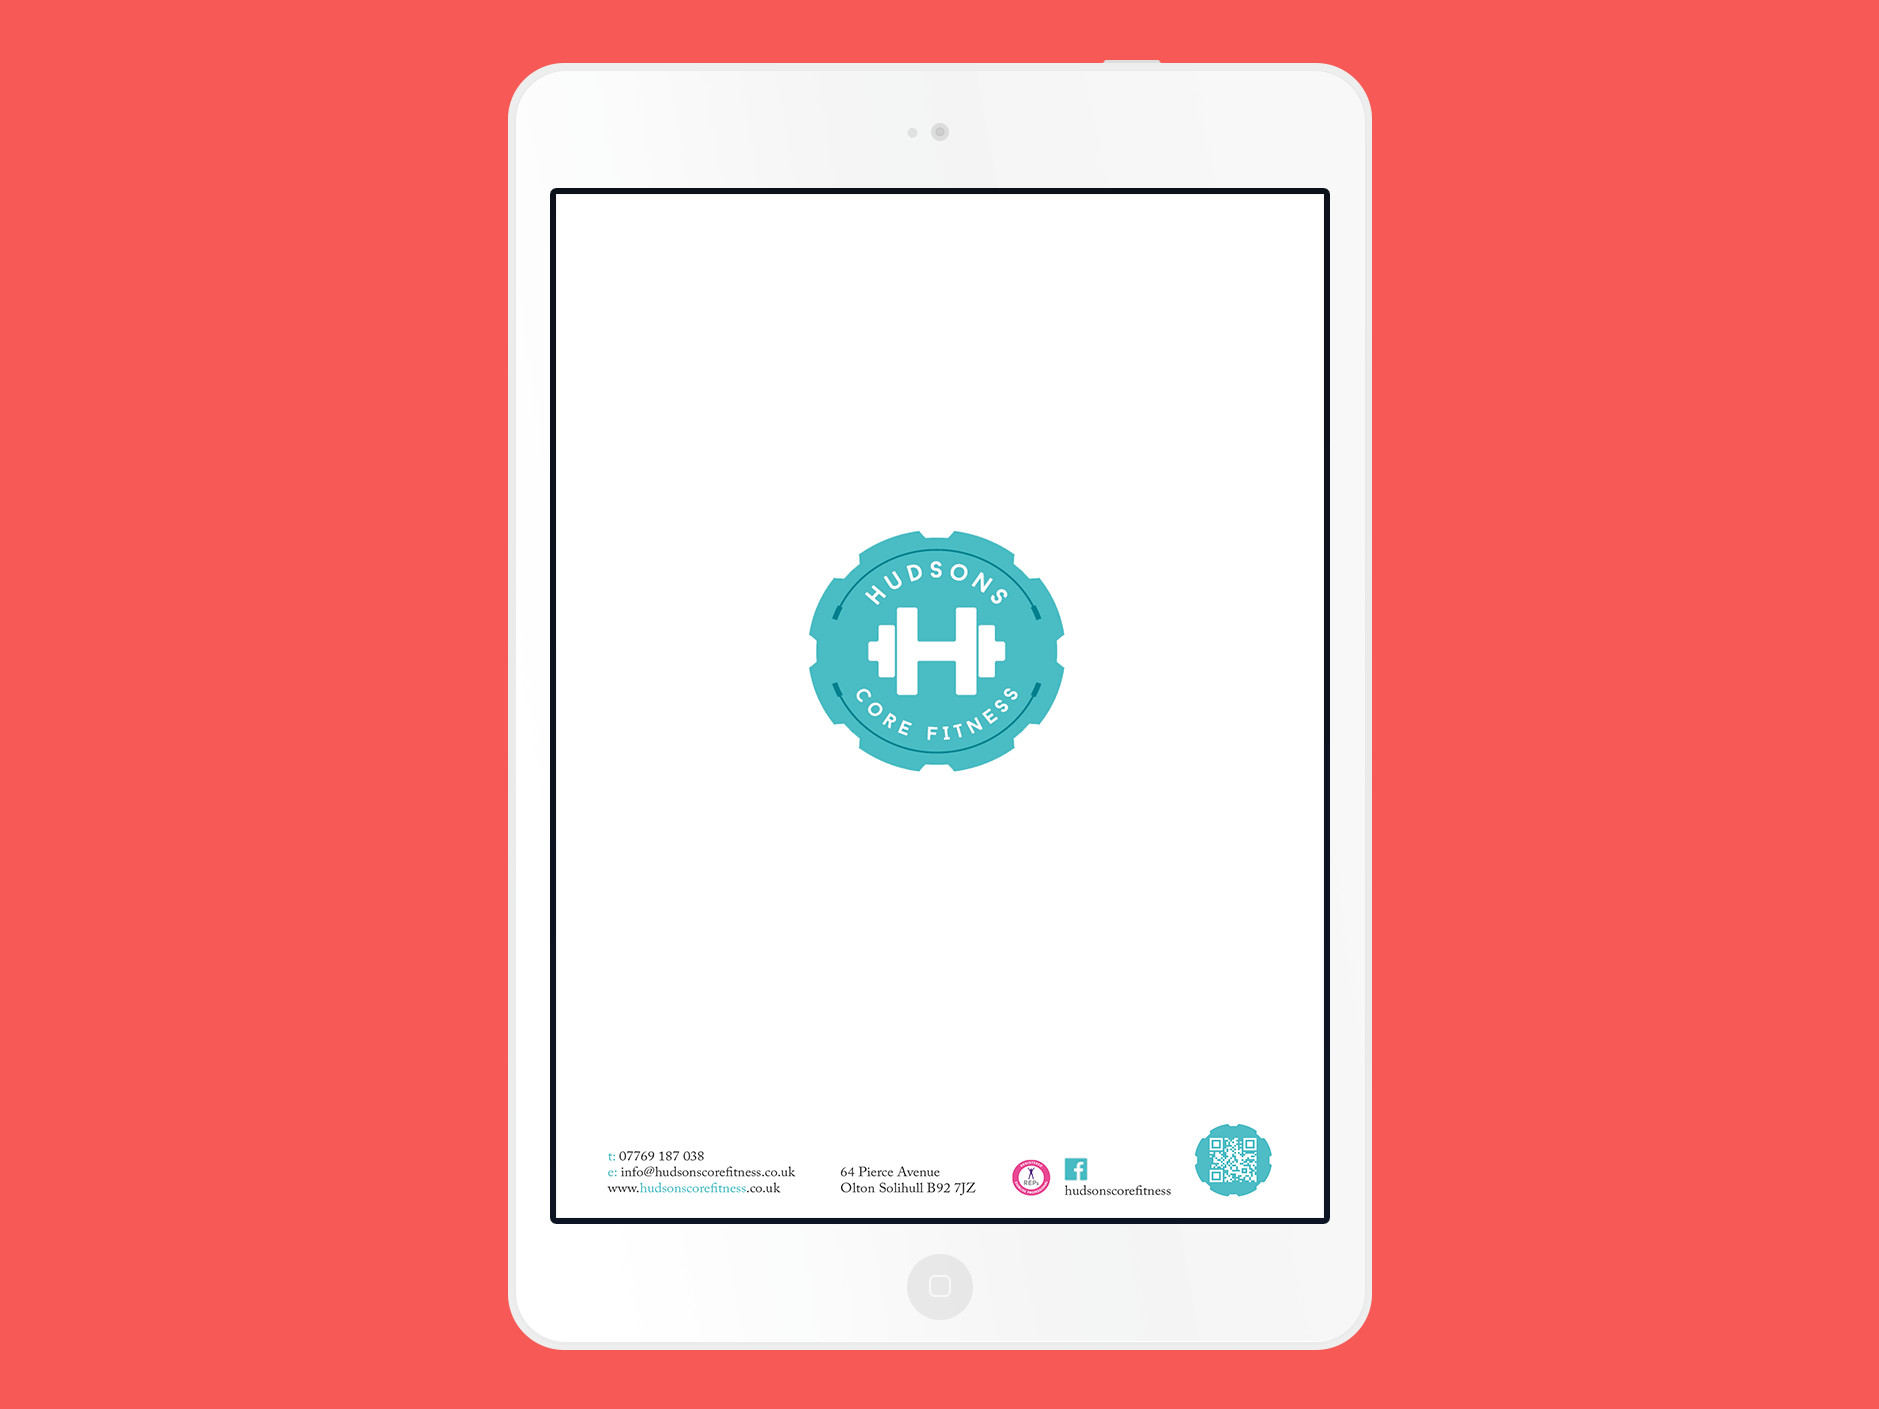 HUDSONS
H
CORE FITNESS
t: 07769 187 038
e: info@hudsonscorefitness.co.uk
www.hudsonscorefitness.co.uk
64 Pierce Avenue
Olton Solihull B92 7JZ
REPs
f
hudsonscorefitness